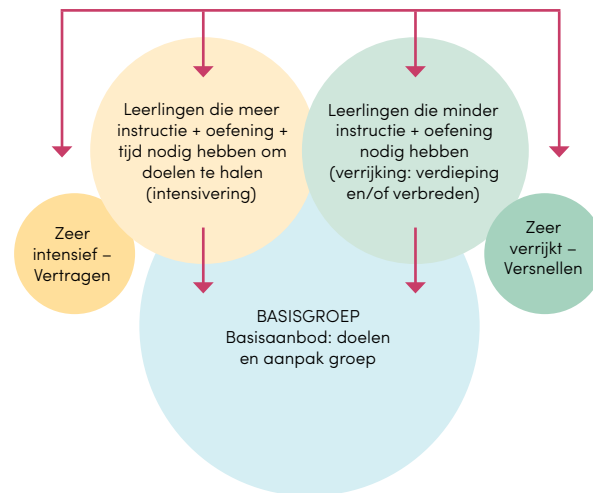 Leerlingen die meer
instructie + oefening +
tijd nodig hebben om
doelen te halen
(intensivering)
Leerlingen die minder
instructie + oefening
nodig hebben
(verrijking: verdieping
en/of verbreden)
Zeer
intensief –
Vertragen
Zeer
verrijkt –
Versnellen
BASISGROEP
Basisaanbod: doelen
en aanpak groep